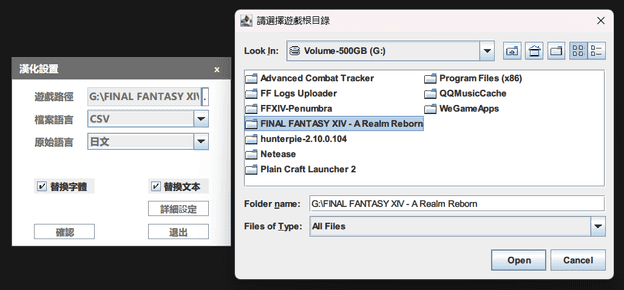 漢化設置
x
遊戲路徑
G:\FINAL FANTASY XIV
.
檔案語言
CSV
原始語言
日文
替換字體
替換文本
詳細設定
確認
退出
請選擇遊戲根目錄
Look In:
Volume-500GB (G:)
Advanced Combat Tracker
FF Logs Uploader
FFXIV-Penumbra
FINAL FANTASY XIV - A Realm Reborn
hunterpie-2.10.0.104
Netease
Plain Craft Launcher 2
Program Files (x86)
QQMusicCache
WeGameApps
Folder name:
G:\FINAL FANTASY XIV - A Realm Reborn
Files of Type:
All Files
Open
Cancel